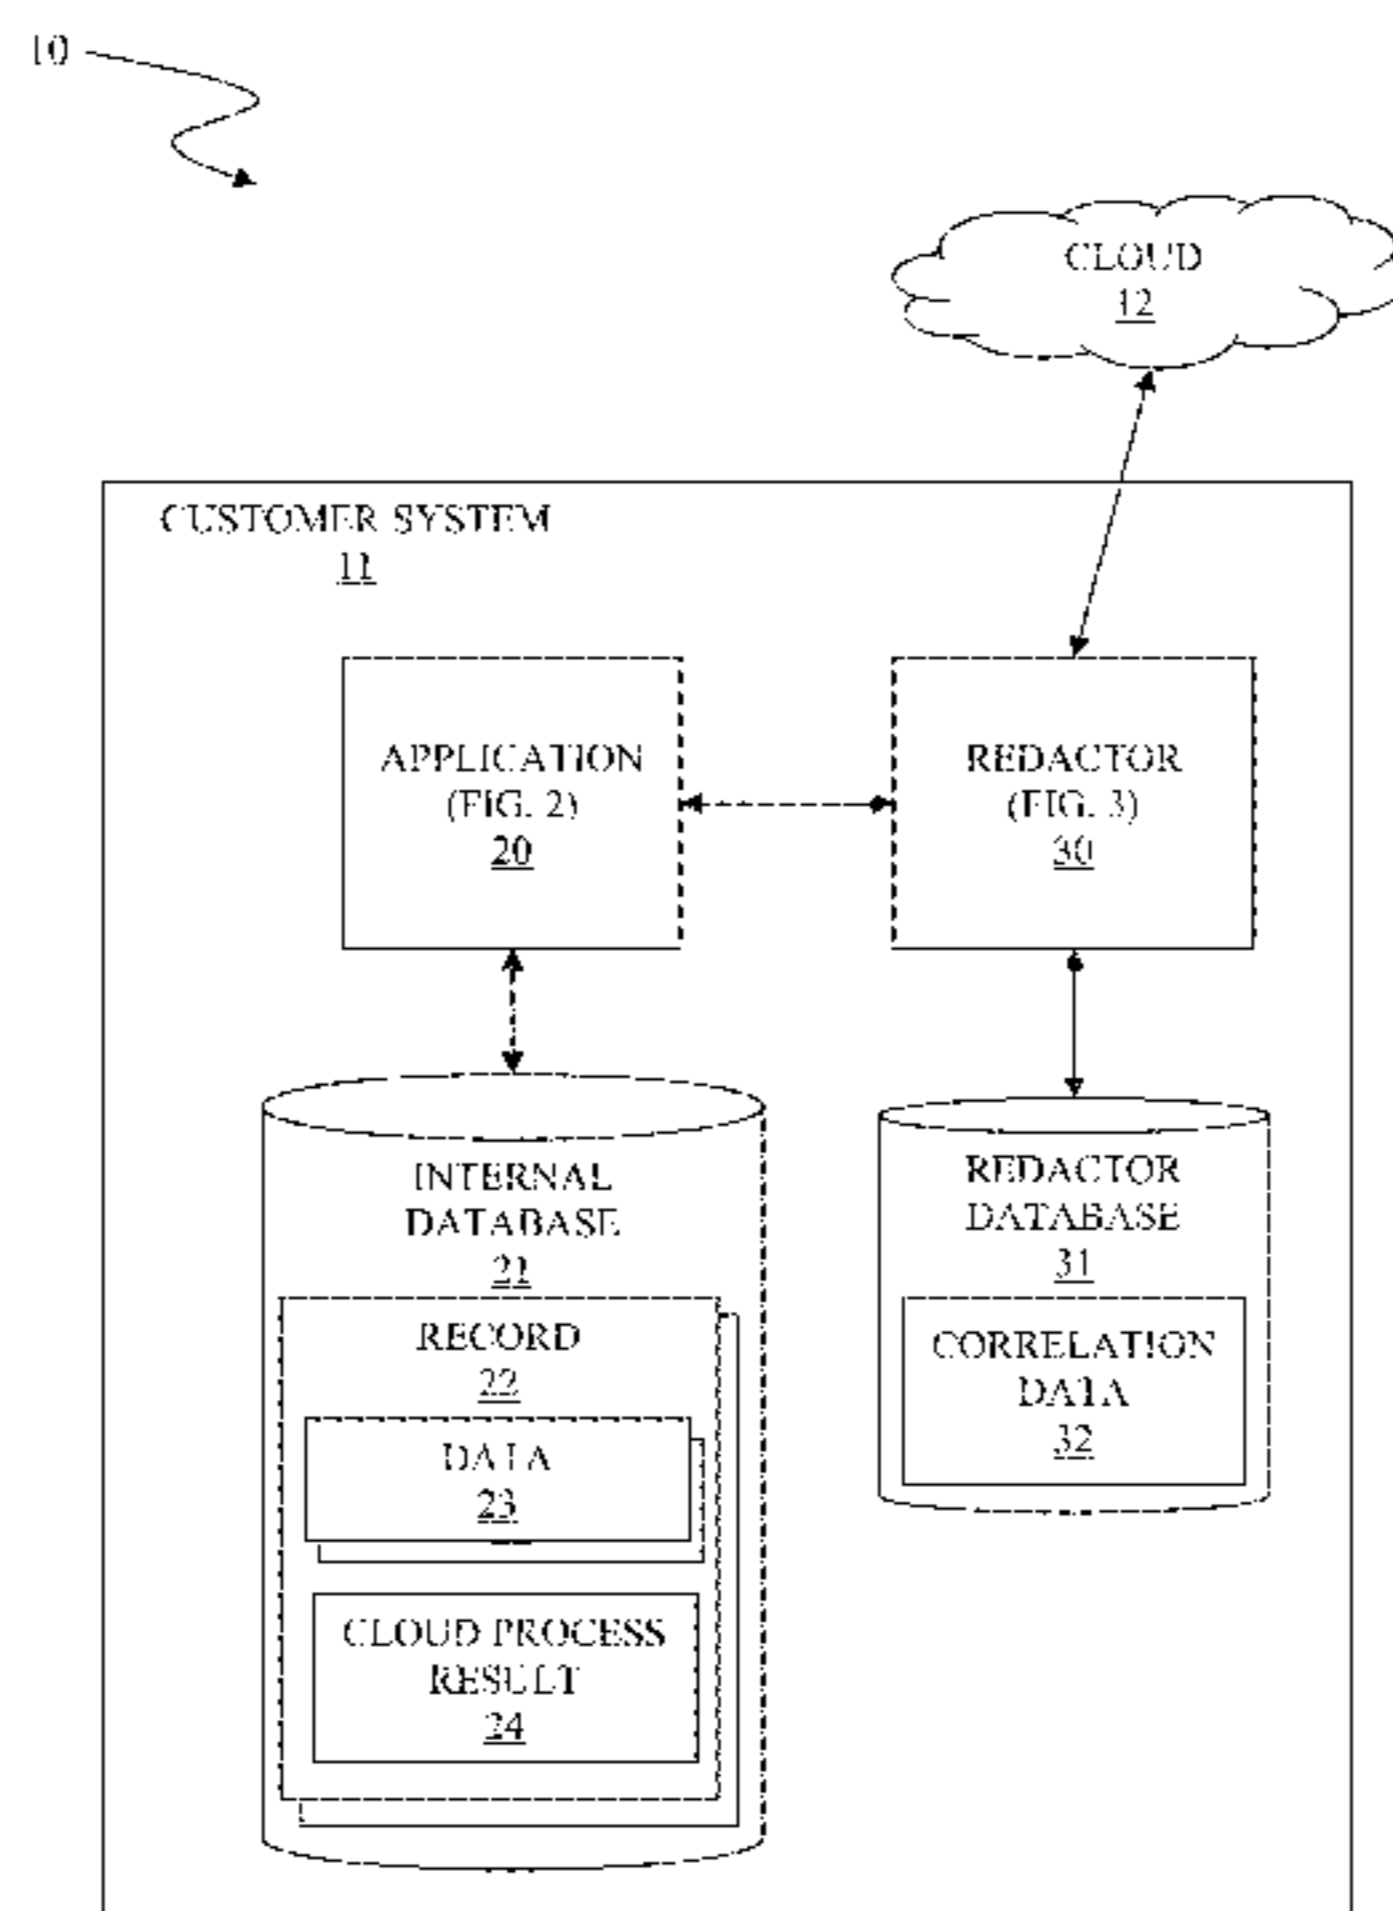 10
CLOUD
12
CUSTOMER SYSTEM
11
APPLICATION
(FIG. 2)
20
REDACTOR
(FIG. 3)
30
INTERNAL
DATABASE
21
RECORD
22
DATA
23
CLOUD PROCESS
RESULT
24
REDACTOR
DATABASE
31
CORRELATION
DATA
32